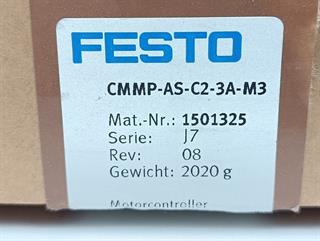 FESTO
CMMP-AS-C2-3A-M3
Mat.-Nr.: 1501325
Serie: J7
Rev: 08
Gewicht: 2020 g
Motorcontroller